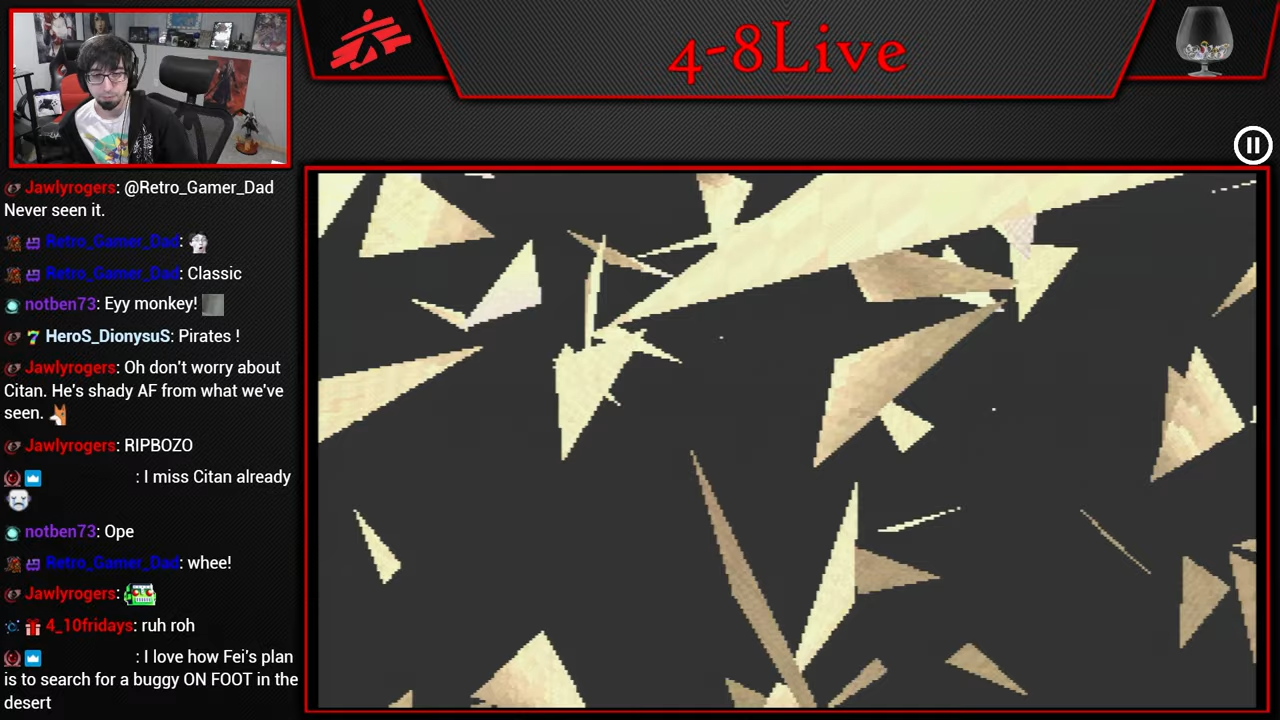 4-8Live
Jawlyrogers: @Retro_Gamer_Dad
Never seen it.
Retro_Gamer_Dad:
Retro_Gamer_Dad: Classic
notben73: Eyy monkey!
HeroS_DionysuS: Pirates !
Jawlyrogers: Oh don't worry about
Citan. He's shady AF from what we've
seen.
Jawlyrogers: RIPBOZO
: I miss Citan already
notben73: Ope
Retro_Gamer_Dad: whee!
Jawlyrogers:
4_10fridays: ruh roh
: I love how Fei's plan
is to search for a buggy ON FOOT in the
desert